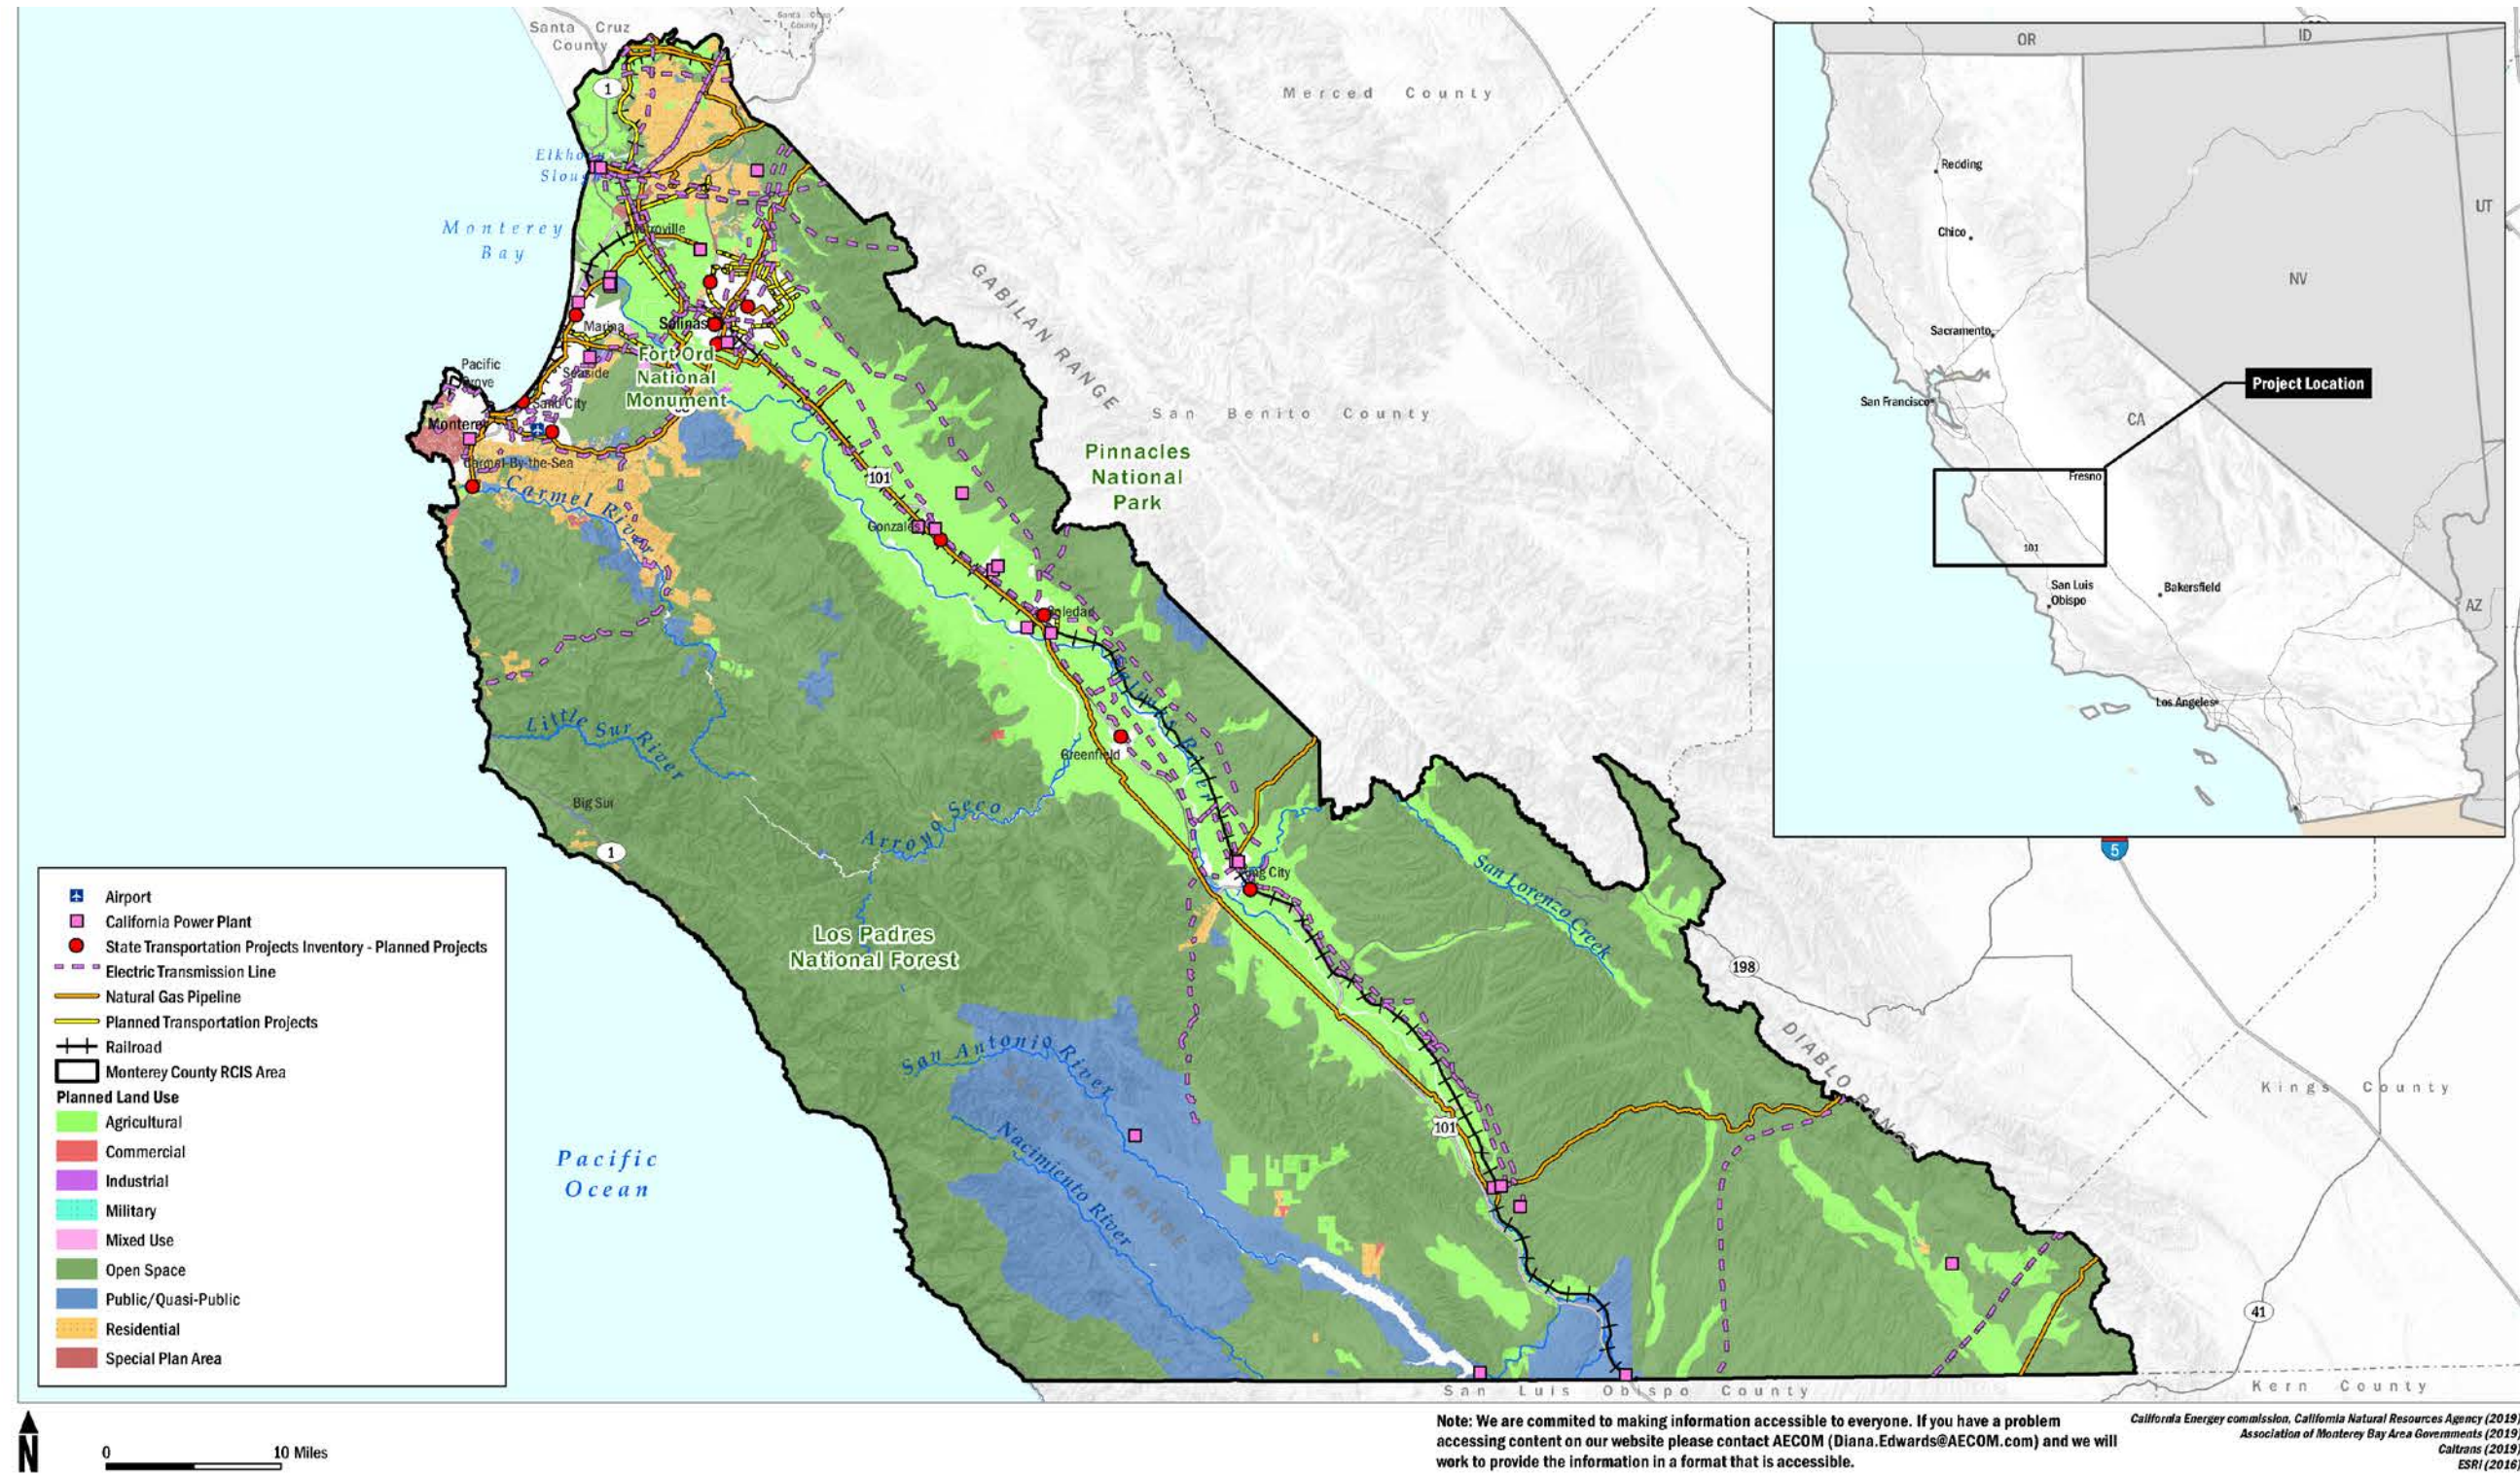 Santa Cruz
County
Santa Cruz
County
1
Merced County
Elkhorn
Slough
Monterey
Bay
GABILAN RANGE
Salinas
Marina
Fort Ord
National
Monument
Seaside
Pacific
Grove
Sand City
Monterey
Carmel-By-the-Sea
Carmel River
San Benito County
Pinnacles
National
Park
101
Gonzales
Soledad
Salinas River
Greenfield
Little Sur River
Big Sur
1
Arroyo Seco
King City
San Lorenzo Creek
Los Padres
National Forest
198
DIABLO RANGE
San Antonio River
SANTA LUCIA RANGE
Nacimiento River
101
Pacific
Ocean
5
Kings County
41
San Luis Obispo County
Kern County
OR
ID
Redding
Chico
UT
NV
Sacramento
San Francisco
CA
Project Location
Fresno
101
San Luis
Obispo
Bakersfield
AZ
Los Angeles
Airport
California Power Plant
State Transportation Projects Inventory - Planned Projects
Electric Transmission Line
Natural Gas Pipeline
Planned Transportation Projects
Railroad
Monterey County RCIS Area
Planned Land Use
Agricultural
Commercial
Industrial
Military
Mixed Use
Open Space
Public/Quasi-Public
Residential
Special Plan Area
N
0 10 Miles
Note: We are commited to making information accessible to everyone. If you have a problem
accessing content on our website please contact AECOM (Diana.Edwards@AECOM.com) and we will
work to provide the information in a format that is accessible.
California Energey commission, California Natural Resources Agency (2019)
Association of Monterey Bay Area Governments (2019)
Caltrans (2019)
ESRI (2016)